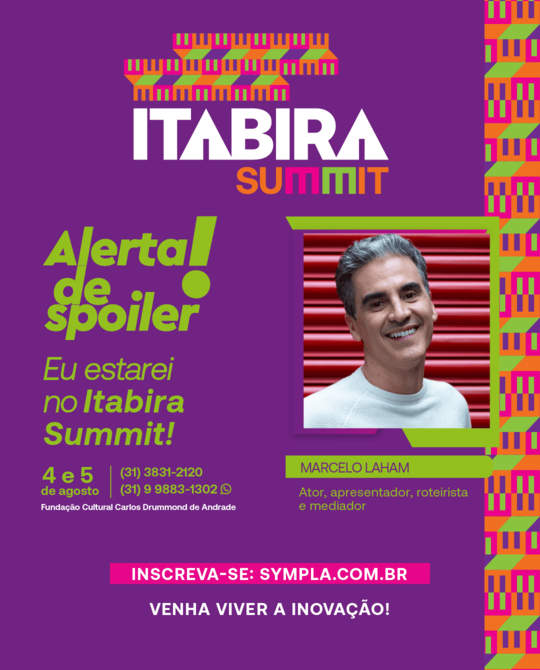 ITABIRA
SUMMIT
Alerta!
de
spoiler
Eu estarei
no Itabira
Summit!
4 e 5
de agosto
(31) 3831-2120
(31) 9 9883-1302
Fundação Cultural Carlos Drummond de Andrade
MARCELO LAHAM
Ator, apresentador, roteirista
e mediador
INSCREVA-SE: SYMPLA.COM.BR
VENHA VIVER A INOVAÇÃO!